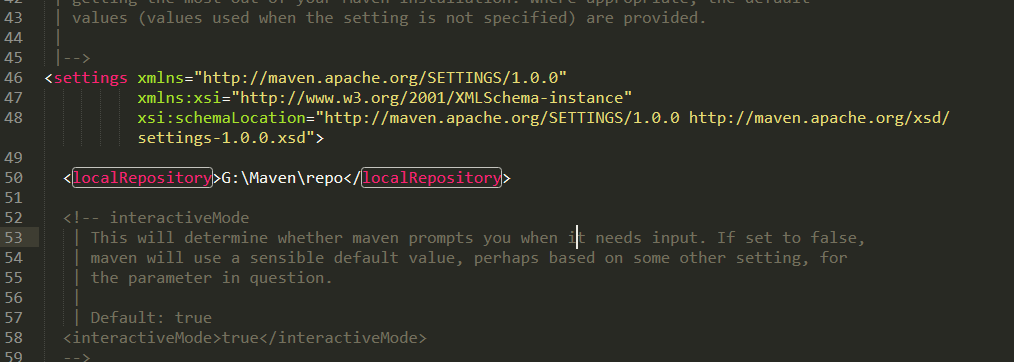 42 | getting the most out of your Maven installation. Where appropriate, the default
43 | values (values used when the setting is not specified) are provided.
44 |
45 |-->
46 <settings xmlns="http://maven.apache.org/SETTINGS/1.0.0"
47 xmlns:xsi="http://www.w3.org/2001/XMLSchema-instance"
48 xsi:schemaLocation="http://maven.apache.org/SETTINGS/1.0.0 http://maven.apache.org/xsd/
settings-1.0.0.xsd">
49
50 <localRepository>G:\Maven\repo</localRepository>
51
52 <!-- interactiveMode
53 | This will determine whether maven prompts you when it needs input. If set to false,
54 | maven will use a sensible default value, perhaps based on some other setting, for
55 | the parameter in question.
56 |
57 | Default: true
58 <interactiveMode>true</interactiveMode>
59 -->